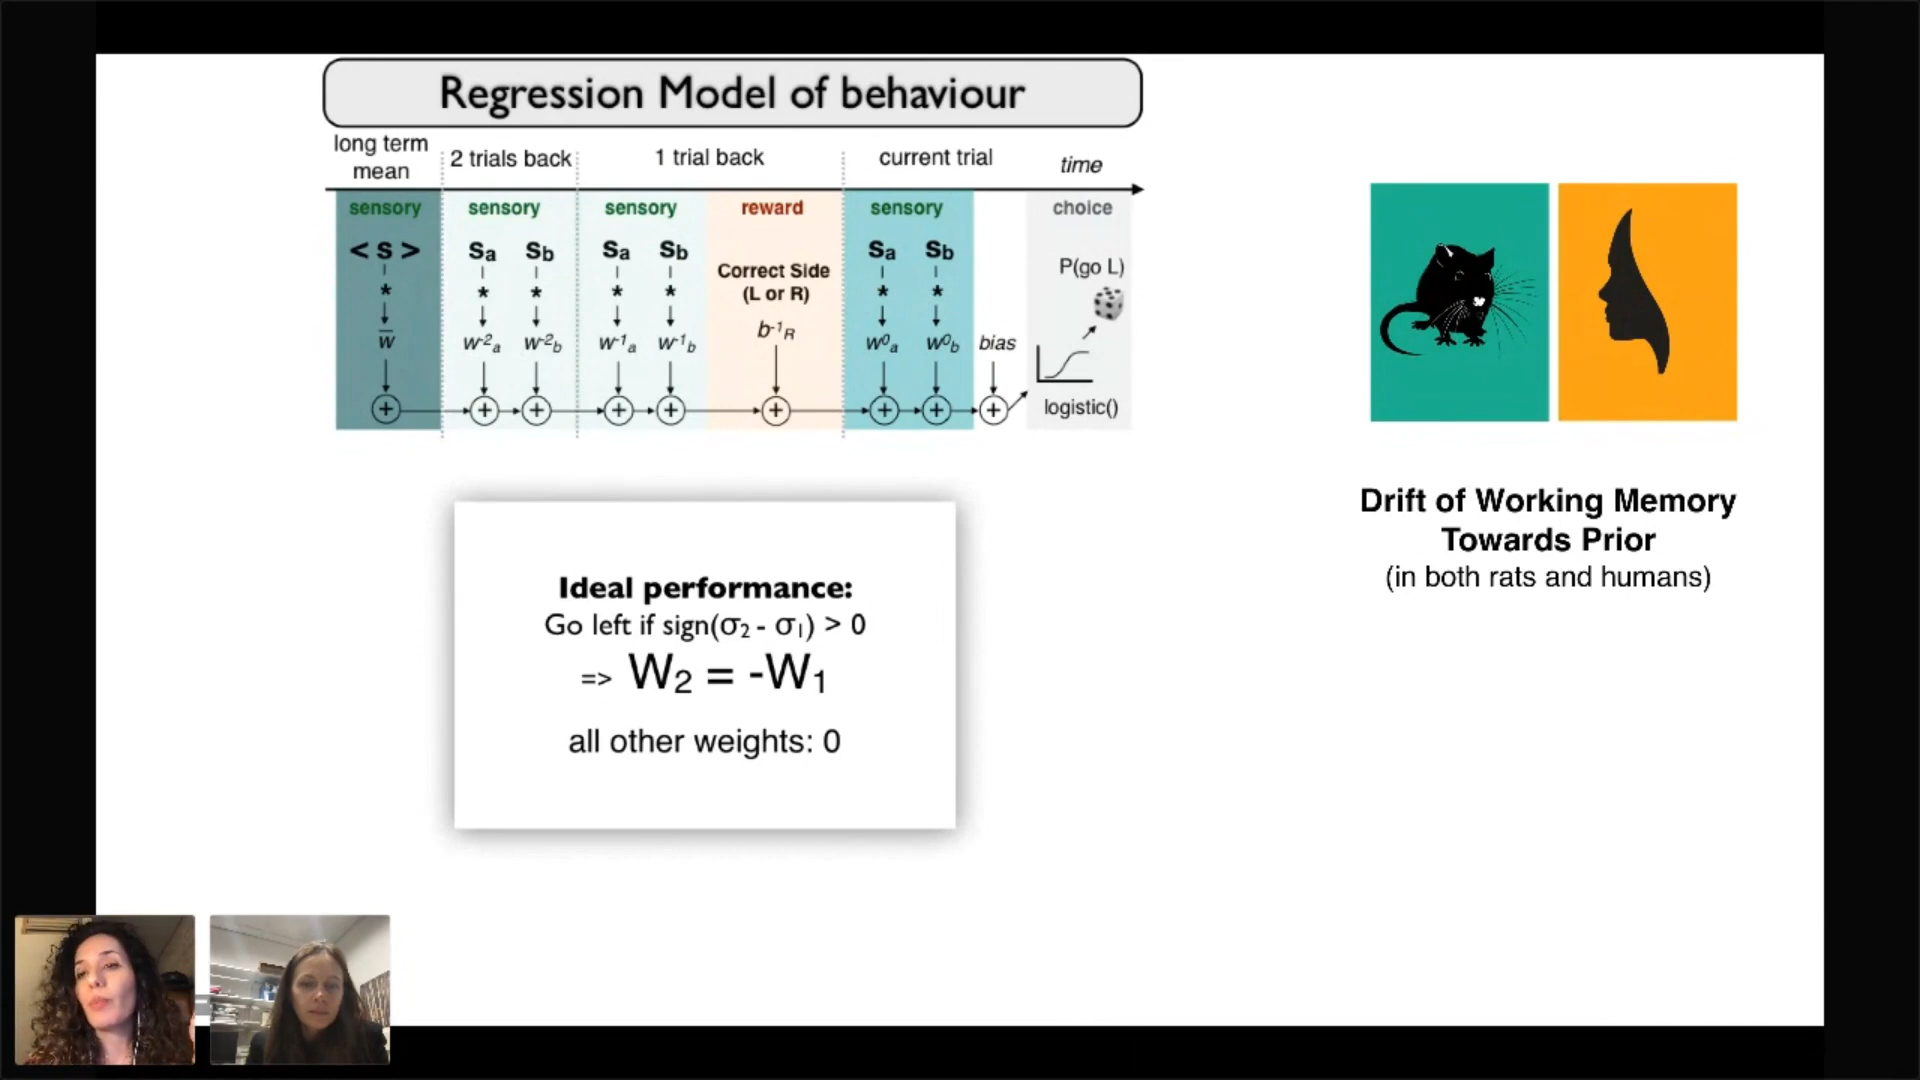 Regression Model of behaviour
long term
mean
2 trials back
1 trial back
current trial
time
sensory
sensory
sensory
reward
sensory
choice
< s >
Sa
Sb
Sa
Sb
Correct Side
(L or R)
Sa
Sb
P(go L)
*
*
*
*
*
*
*
w̅
w⁻²a
w⁻²b
w⁻¹a
w⁻¹b
b⁻¹R
w⁰a
w⁰b
bias
+
+
+
+
+
+
+
+
+
logistic()
Ideal performance:
Go left if sign(σ₂ - σ₁) > 0
=> W₂ = -W₁
all other weights: 0
Drift of Working Memory
Towards Prior
(in both rats and humans)